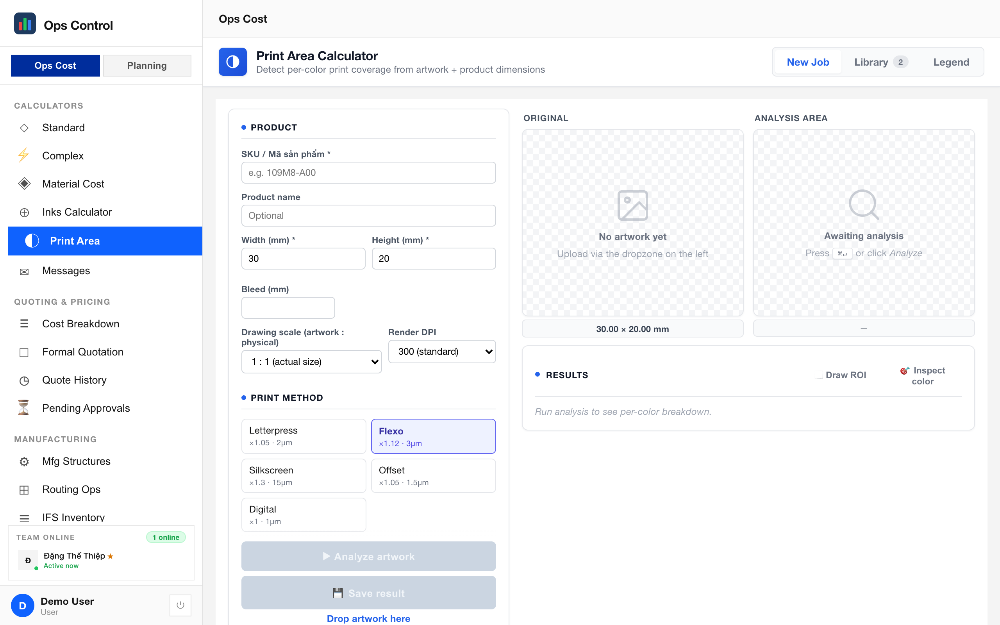 Ops Control
Ops Cost
Planning
CALCULATORS
Standard
Complex
Material Cost
Inks Calculator
Print Area
Messages
QUOTING & PRICING
Cost Breakdown
Formal Quotation
Quote History
Pending Approvals
MANUFACTURING
Mfg Structures
Routing Ops
IFS Inventory
TEAM ONLINE
1 online
Đ
Đặng Thế Thiệp ★
Active now
D
Demo User
User
Ops Cost
Print Area Calculator
Detect per-color print coverage from artwork + product dimensions
New Job
Library 2
Legend
PRODUCT
SKU / Mã sản phẩm *
e.g. 109M8-A00
Product name
Optional
Width (mm) *
Height (mm) *
30
20
Bleed (mm)
Drawing scale (artwork :
physical)
Render DPI
1 : 1 (actual size)
300 (standard)
PRINT METHOD
Letterpress
×1.05 · 2µm
Flexo
×1.12 · 3µm
Silkscreen
×1.3 · 15µm
Offset
×1.05 · 1.5µm
Digital
×1 · 1µm
▶ Analyze artwork
Save result
Drop artwork here
ORIGINAL
No artwork yet
Upload via the dropzone on the left
30.00 × 20.00 mm
ANALYSIS AREA
Awaiting analysis
Press ⌘↵ or click Analyze
—
RESULTS
Draw ROI
Inspect
color
Run analysis to see per-color breakdown.